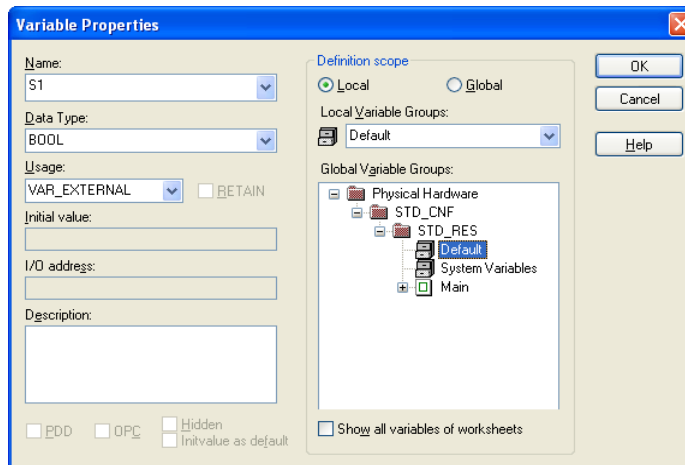 Variable Properties
Name:
S1
Data Type:
BOOL
Usage:
VAR_EXTERNAL
RETAIN
Initial value:
I/O address:
Description:
PDD
OPC
Hidden
Initvalue as default
Definition scope
Local
Global
Local Variable Groups:
Default
Global Variable Groups:
Physical Hardware
STD_CNF
STD_RES
Default
System Variables
Main
Show all variables of worksheets
OK
Cancel
Help